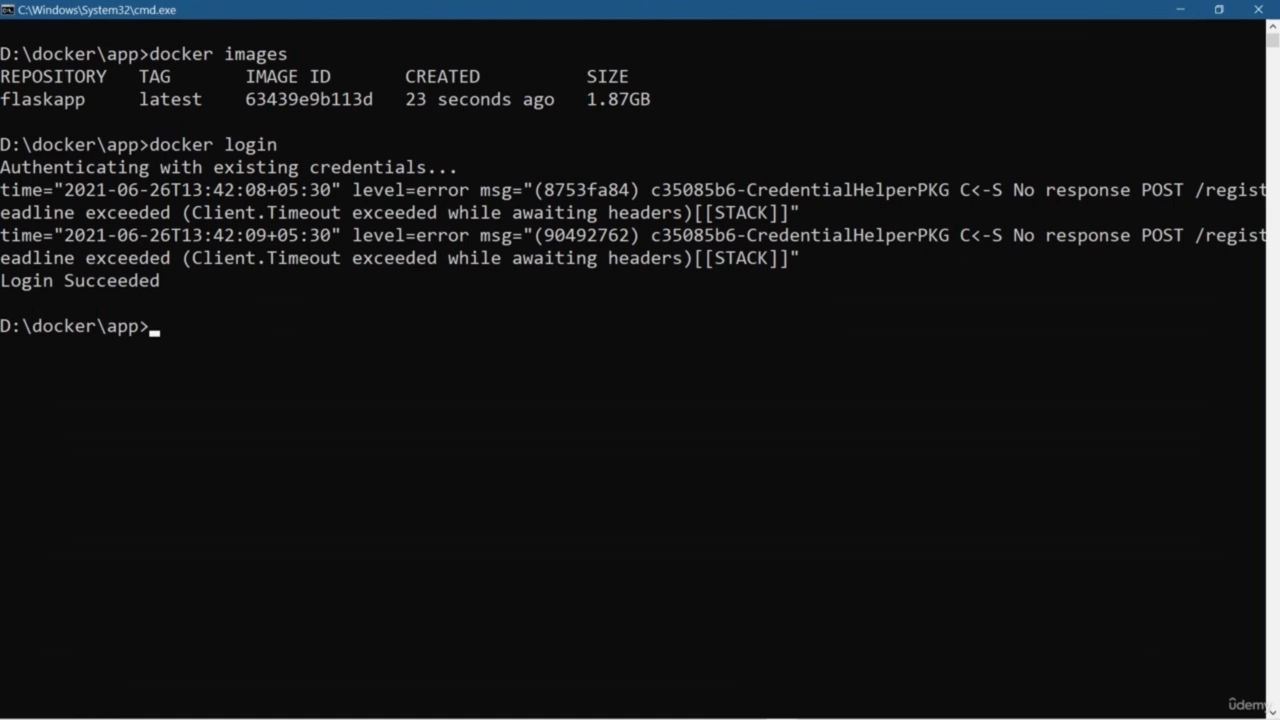 C:\Windows\System32\cmd.exe
D:\docker\app>docker images
REPOSITORY TAG IMAGE ID CREATED SIZE
flaskapp latest 63439e9b113d 23 seconds ago 1.87GB
D:\docker\app>docker login
Authenticating with existing credentials...
time="2021-06-26T13:42:08+05:30" level=error msg="(8753fa84) c35085b6-CredentialHelperPKG C<-S No response POST /regist
eadline exceeded (Client.Timeout exceeded while awaiting headers)[[STACK]]"
time="2021-06-26T13:42:09+05:30" level=error msg="(90492762) c35085b6-CredentialHelperPKG C<-S No response POST /regist
eadline exceeded (Client.Timeout exceeded while awaiting headers)[[STACK]]"
Login Succeeded
D:\docker\app>
ûdemy